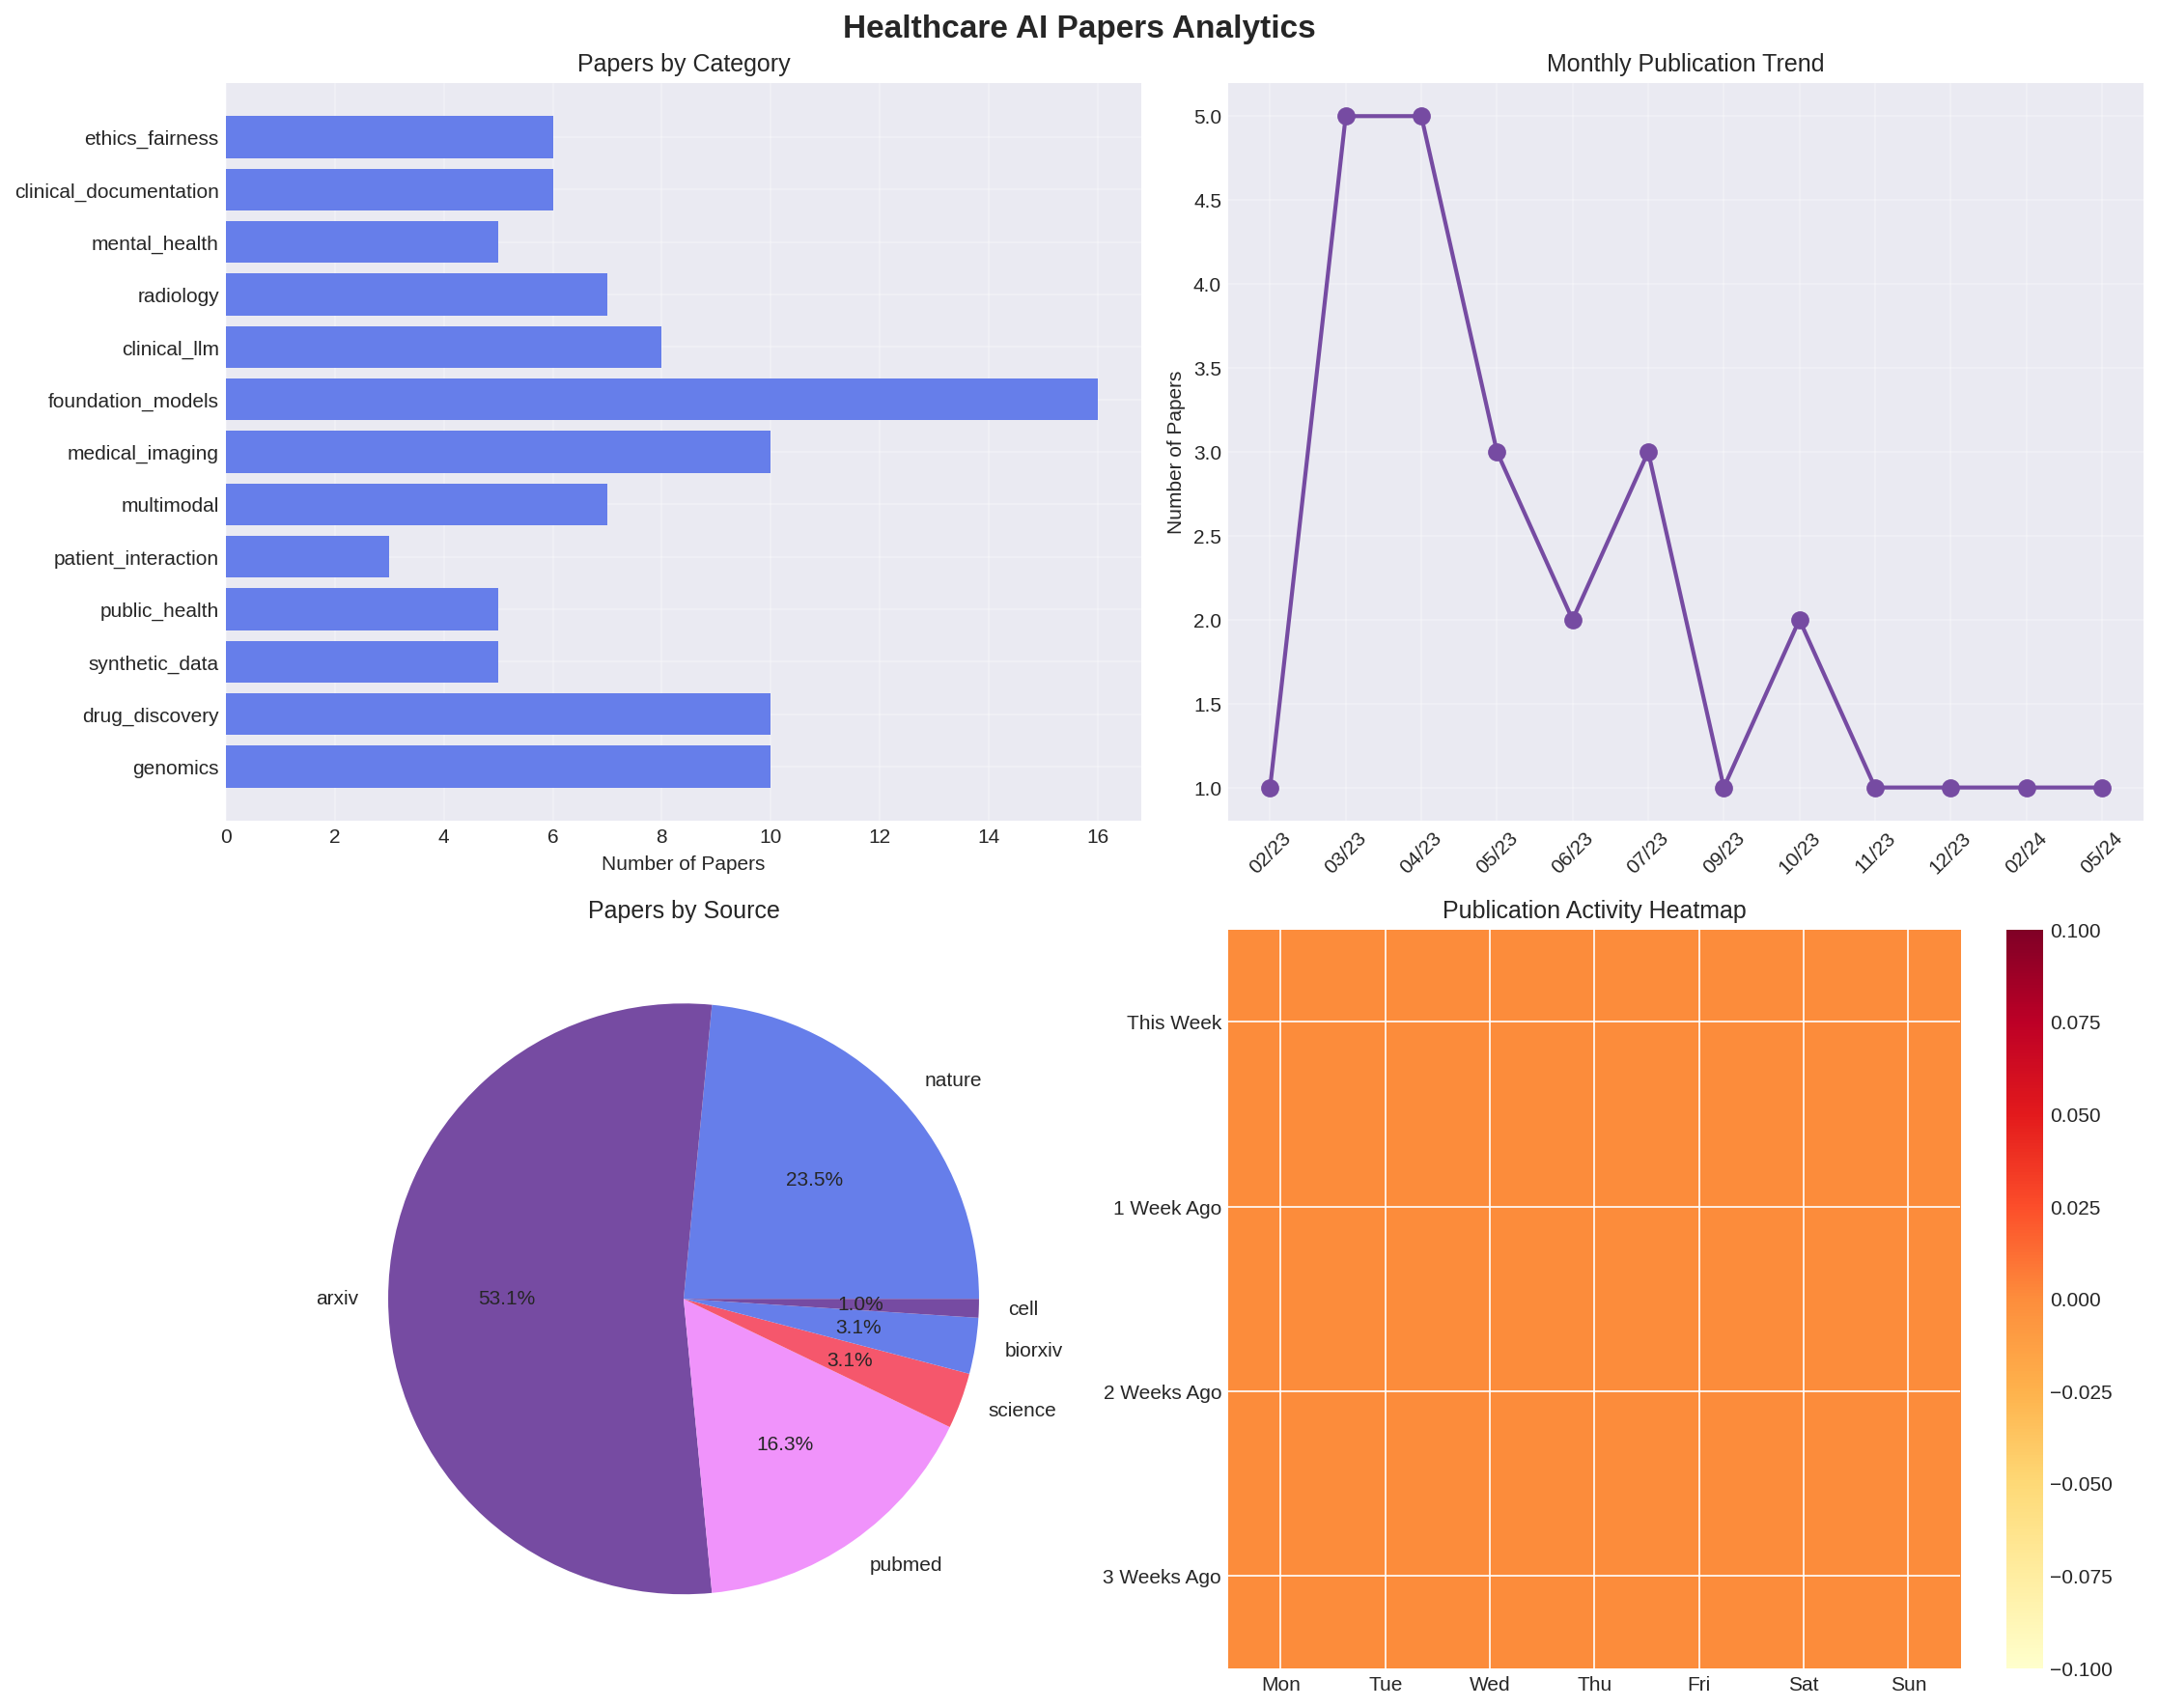 Healthcare AI Papers Analytics
Papers by Category
ethics_fairness
clinical_documentation
mental_health
radiology
clinical_llm
foundation_models
medical_imaging
multimodal
patient_interaction
public_health
synthetic_data
drug_discovery
genomics
0 2 4 6 8 10 12 14 16
Number of Papers
Monthly Publication Trend
Number of Papers
5.0
4.5
4.0
3.5
3.0
2.5
2.0
1.5
1.0
02/23 03/23 04/23 05/23 06/23 07/23 09/23 10/23 11/23 12/23 02/24 05/24
Papers by Source
nature
23.5%
arxiv
53.1%
cell
1.0%
biorxiv
3.1%
science
3.1%
pubmed
16.3%
Publication Activity Heatmap
This Week
1 Week Ago
2 Weeks Ago
3 Weeks Ago
Mon Tue Wed Thu Fri Sat Sun
0.100
0.075
0.050
0.025
0.000
−0.025
−0.050
−0.075
−0.100